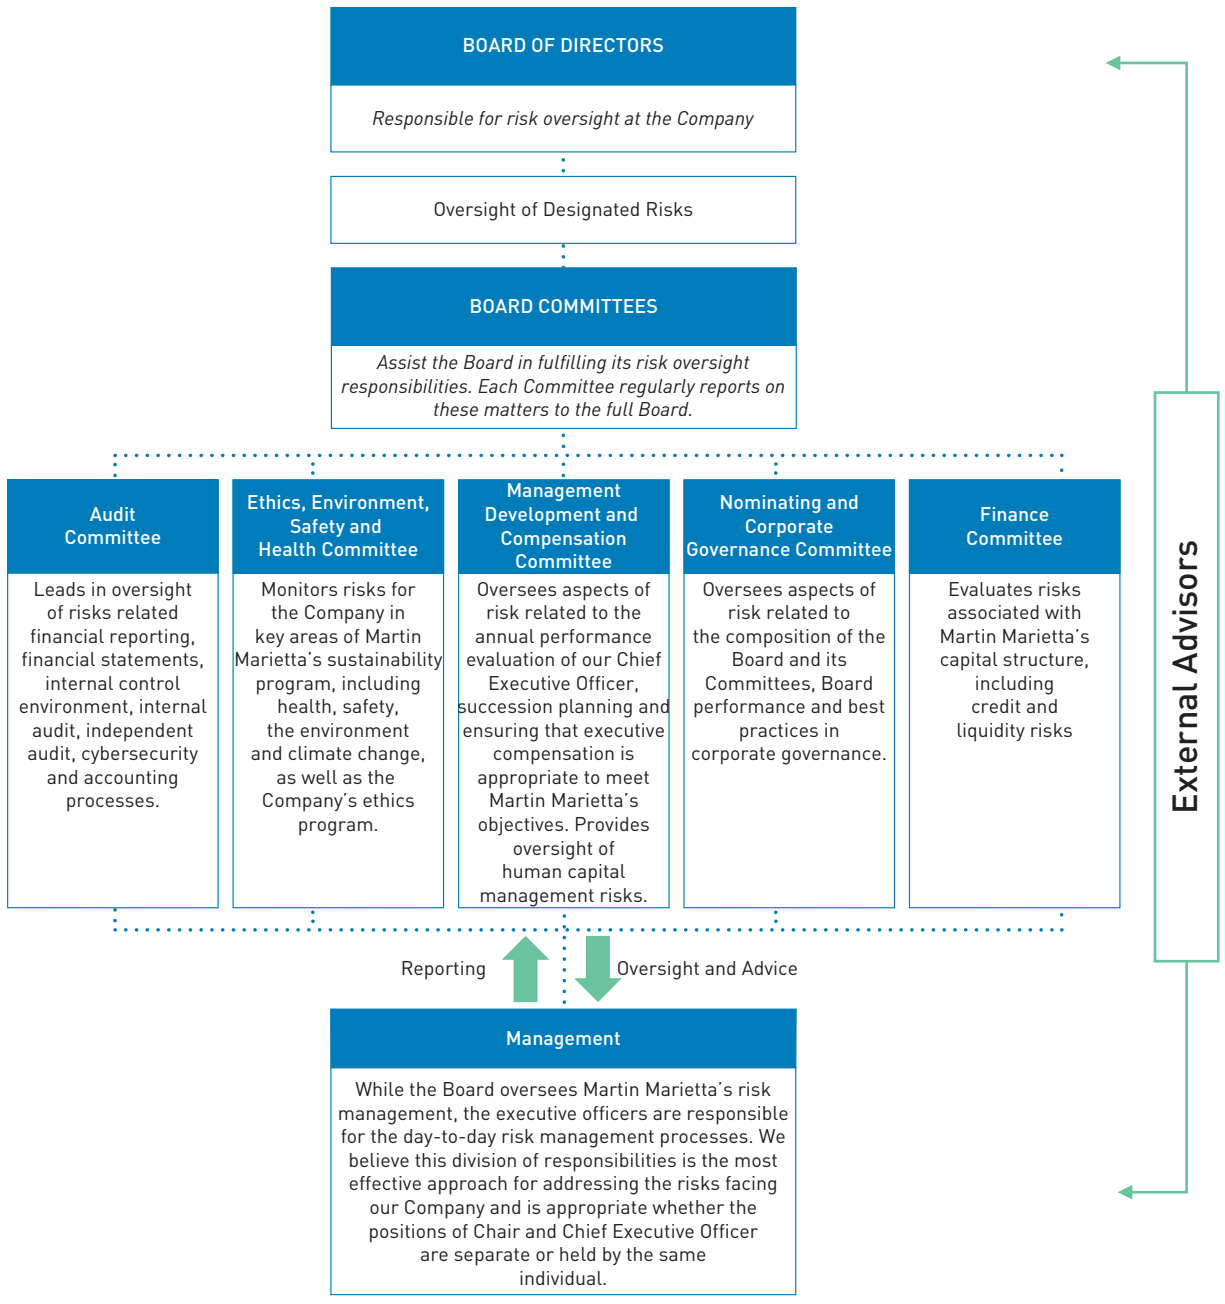 BOARD OF DIRECTORS
Responsible for risk oversight at the Company
Oversight of Designated Risks
BOARD COMMITTEES
Assist the Board in fulfilling its risk oversight
responsibilities. Each Committee regularly reports on
these matters to the full Board.
Audit
Committee
Leads in oversight
of risks related
financial reporting,
financial statements,
internal control
environment, internal
audit, independent
audit, cybersecurity
and accounting
processes.
Ethics, Environment,
Safety and
Health Committee
Monitors risks for
the Company in
key areas of Martin
Marietta’s sustainability
program, including
health, safety,
the environment
and climate change,
as well as the
Company’s ethics
program.
Management
Development and
Compensation
Committee
Oversees aspects of
risk related to the
annual performance
evaluation of our Chief
Executive Officer,
succession planning and
ensuring that executive
compensation is
appropriate to meet
Martin Marietta’s
objectives. Provides
oversight of
human capital
management risks.
Nominating and
Corporate
Governance Committee
Oversees aspects of
risk related to
the composition of the
Board and its
Committees, Board
performance and best
practices in
corporate governance.
Finance
Committee
Evaluates risks
associated with
Martin Marietta’s
capital structure,
including
credit and
liquidity risks
External Advisors
Reporting
Oversight and Advice
Management
While the Board oversees Martin Marietta’s risk
management, the executive officers are responsible
for the day-to-day risk management processes. We
believe this division of responsibilities is the most
effective approach for addressing the risks facing
our Company and is appropriate whether the
positions of Chair and Chief Executive Officer
are separate or held by the same
individual.